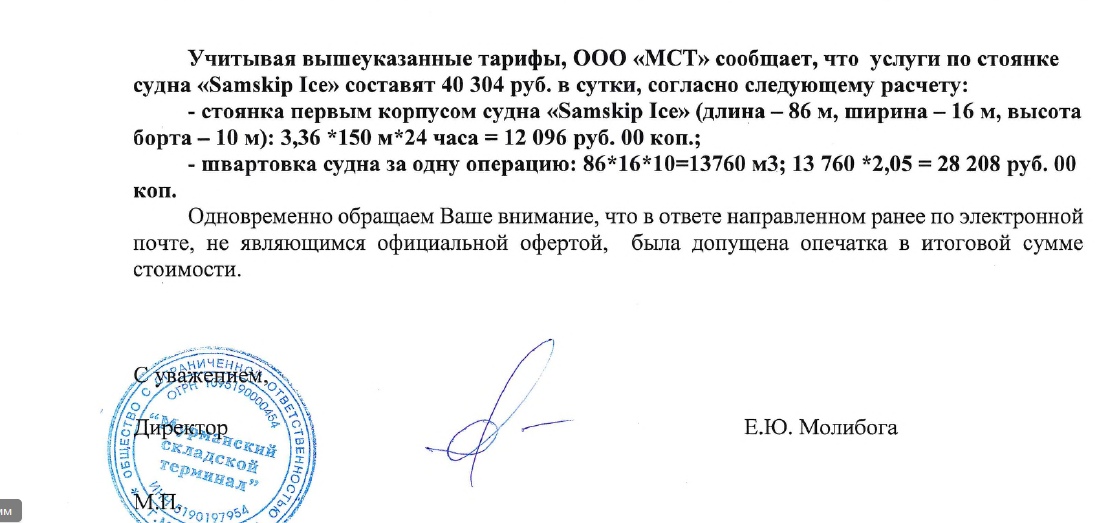 Учитывая вышеуказанные тарифы, ООО «МСТ» сообщает, что услуги по стоянке
судна «Samskip Ice» составят 40 304 руб. в сутки, согласно следующему расчету:
- стоянка первым корпусом судна «Samskip Ice» (длина – 86 м, ширина – 16 м, высота
борта – 10 м): 3,36 *150 м*24 часа = 12 096 руб. 00 коп.;
- швартовка судна за одну операцию: 86*16*10=13760 м3; 13 760 *2,05 = 28 208 руб. 00
коп.
Одновременно обращаем Ваше внимание, что в ответе направленном ранее по электронной
почте, не являющимся официальной офертой, была допущена опечатка в итоговой сумме
стоимости.
С уважением,
Директор
Е.Ю. Молибога
М.П.
ОБЩЕСТВО С ОГРАНИЧЕННОЙ ОТВЕТСТВЕННОСТЬЮ
ОГРН 1095190000454
"Мурманский
складской
терминал"
ИНН 5190197954